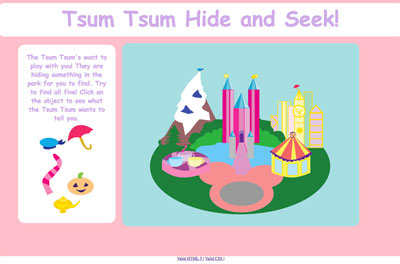 Tsum Tsum Hide and Seek!
The Tsum Tsum's want to
play with you! They are
hiding something is the
park for you to find. Try
to find all five! Click on
the object to see what
the Tsum Tsum wants to
tell you.
Valid HTML 5 | Valid CSS |